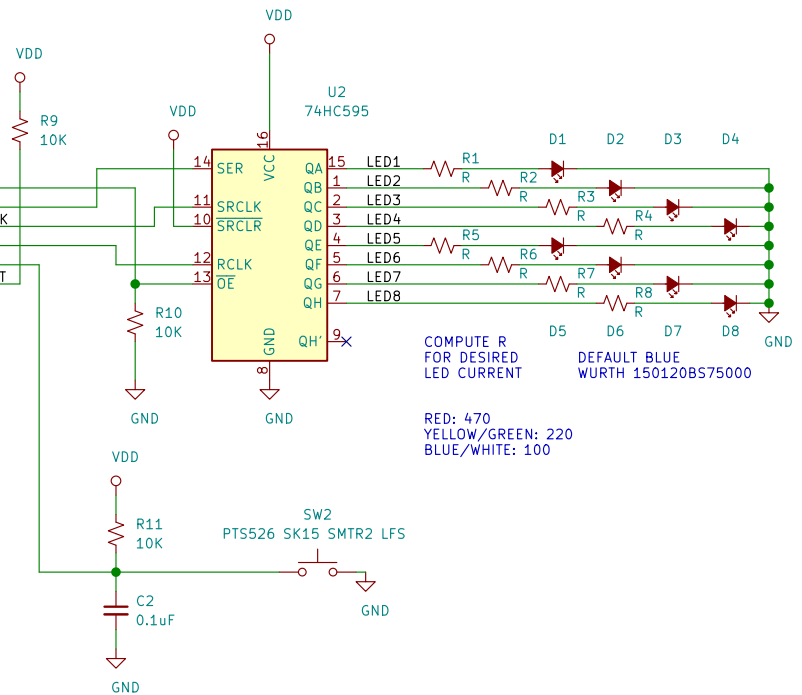 VDD
VDD
R9
10K
VDD
U2
74HC595
16
VCC
14
SER
11
SRCLK
K
10
SRCLR
12
RCLK
T
13
OE
QA
15
LED1
QB
1
LED2
QC
2
LED3
QD
3
LED4
QE
4
LED5
QF
5
LED6
QG
6
LED7
QH
7
LED8
QH'
9
GND
8
R1
R
R2
R
R3
R
R4
R
R5
R
R6
R
R7
R
R8
R
D1
D2
D3
D4
D5
D6
D7
D8
GND
R10
10K
GND
GND
COMPUTE R
FOR DESIRED
LED CURRENT
DEFAULT BLUE
WURTH 150120BS75000
RED: 470
YELLOW/GREEN: 220
BLUE/WHITE: 100
VDD
R11
10K
SW2
PTS526 SK15 SMTR2 LFS
GND
C2
0.1uF
GND